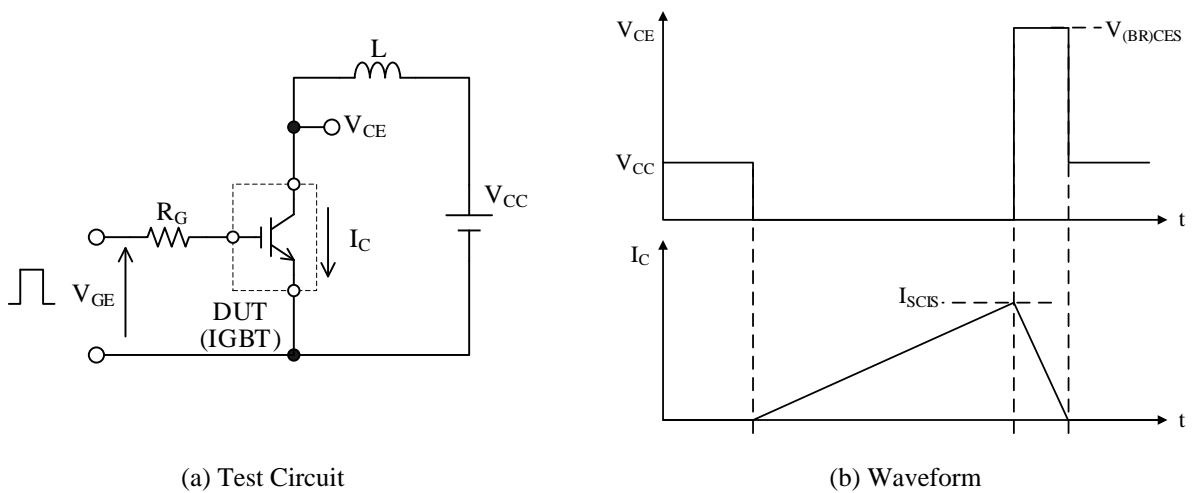 L
V_CE
V_CC
R_G
I_C
V_GE
DUT
(IGBT)
(a) Test Circuit
V_CE
V_(BR)CES
V_CC
t
I_C
I_SCIS
t
(b) Waveform